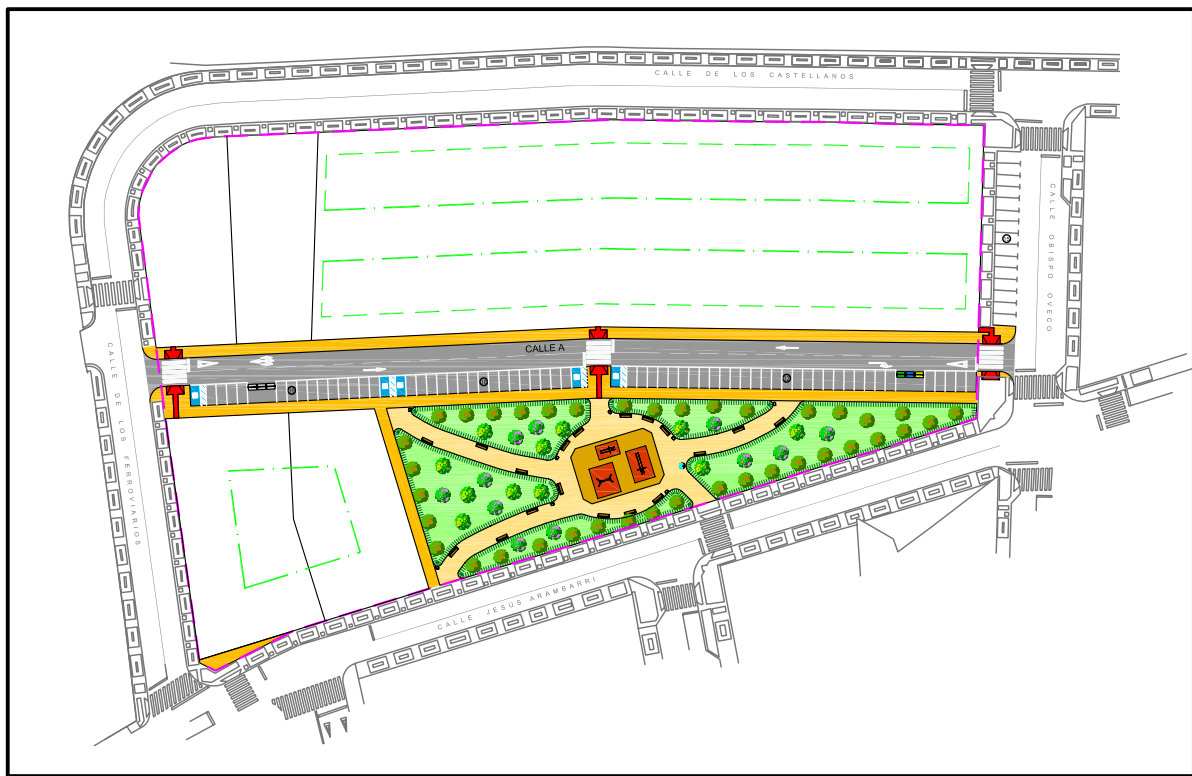 CALLE DE LOS CASTELLANOS
CALLE OBISPO OVECO
CALLE A
CALLE DE LOS FERROVIARIOS
CALLE JESÚS ARAMBARRI